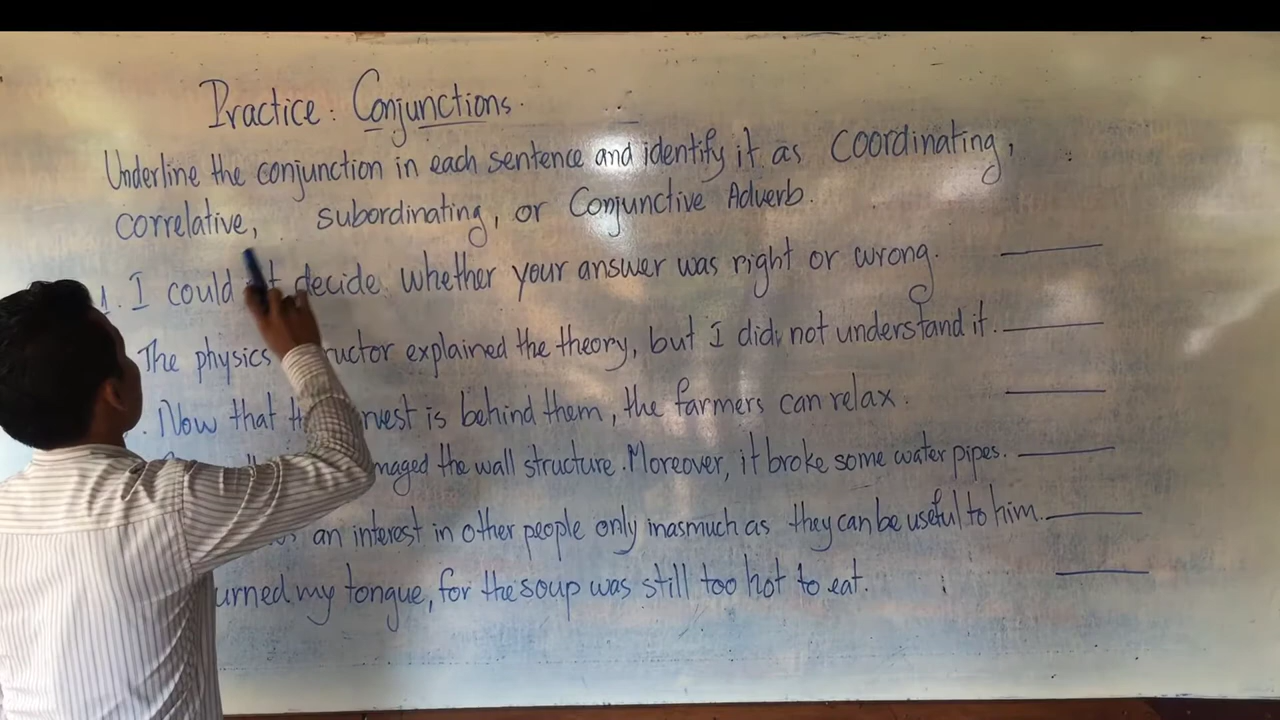 Practice: Conjunctions.
Underline the conjunction in each sentence and identify it as Coordinating,
correlative, subordinating, or Conjunctive Adverb.
1. I could decide whether your answer was right or wrong.
The physics explained the theory, but I did not understand it.
Now that is behind them, the farmers can relax.
the wall structure. Moreover, it broke some water pipes.
an interest in other people only inasmuch as they can be useful to him.
my tongue, for the soup was still too hot to eat.